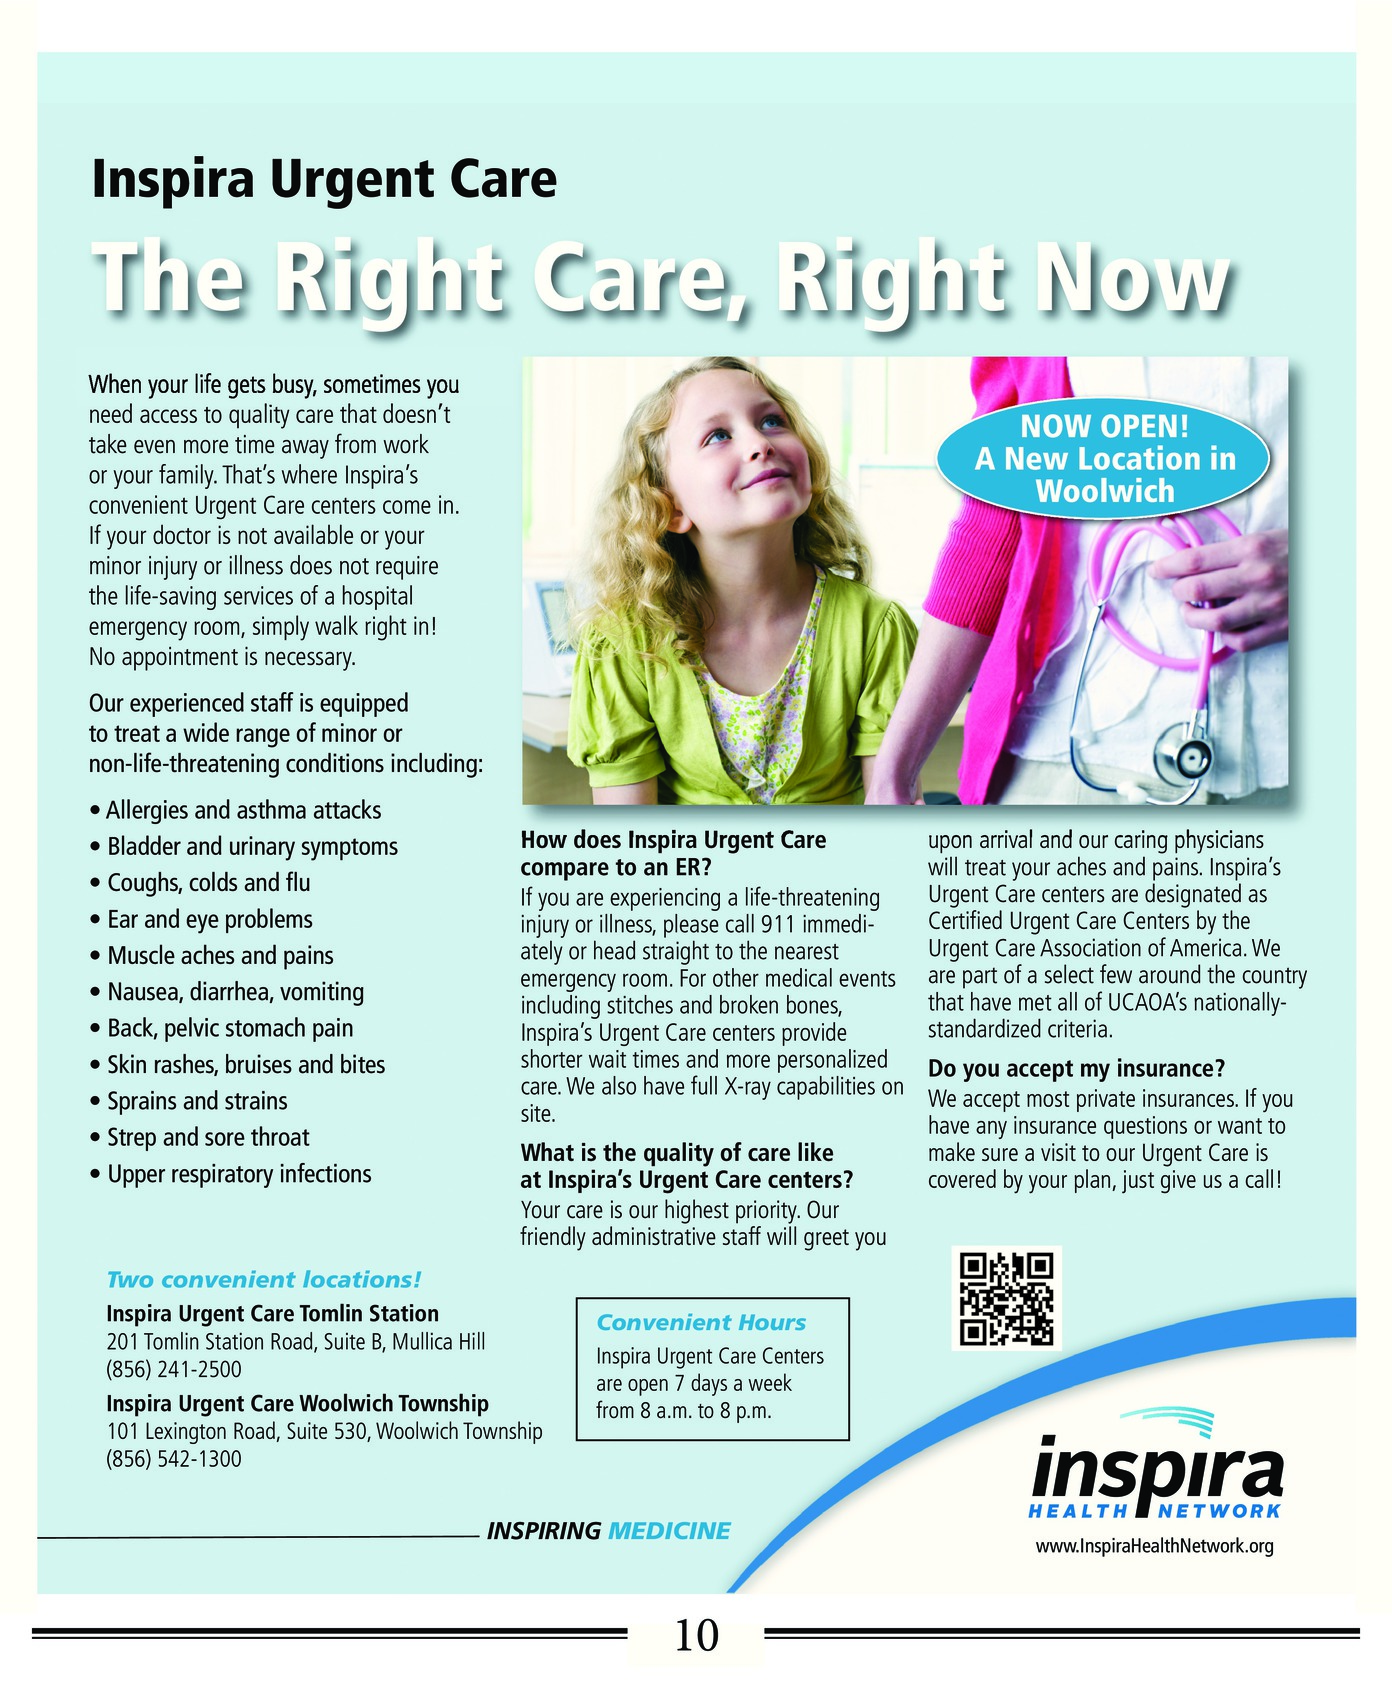 Inspira Urgent Care
The Right Care, Right Now
When your life gets busy, sometimes you
need access to quality care that doesn't
take even more time away from work
or your family. That's where Inspira's
convenient Urgent Care centers come in.
If your doctor is not available or your
minor injury or illness does not require
the life-saving services of a hospital
emergency room, simply walk right in!
No appointment is necessary.
Our experienced staff is equipped
to treat a wide range of minor or
non-life-threatening conditions including:
• Allergies and asthma attacks
• Bladder and urinary symptoms
• Coughs, colds and flu
• Ear and eye problems
• Muscle aches and pains
• Nausea, diarrhea, vomiting
• Back, pelvic stomach pain
• Skin rashes, bruises and bites
• Sprains and strains
• Strep and sore throat
• Upper respiratory infections
NOW OPEN!
A New Location in
Woolwich
How does Inspira Urgent Care
compare to an ER?
If you are experiencing a life-threatening
injury or illness, please call 911 immedi-
ately or head straight to the nearest
emergency room. For other medical events
including stitches and broken bones,
Inspira's Urgent Care centers provide
shorter wait times and more personalized
care. We also have full X-ray capabilities on
site.
What is the quality of care like
at Inspira's Urgent Care centers?
Your care is our highest priority. Our
friendly administrative staff will greet you
upon arrival and our caring physicians
will treat your aches and pains. Inspira's
Urgent Care centers are designated as
Certified Urgent Care Centers by the
Urgent Care Association of America. We
are part of a select few around the country
that have met all of UCAOA's nationally-
standardized criteria.
Do you accept my insurance?
We accept most private insurances. If you
have any insurance questions or want to
make sure a visit to our Urgent Care is
covered by your plan, just give us a call!
Two convenient locations!
Inspira Urgent Care Tomlin Station
201 Tomlin Station Road, Suite B, Mullica Hill
(856) 241-2500
Inspira Urgent Care Woolwich Township
101 Lexington Road, Suite 530, Woolwich Township
(856) 542-1300
Convenient Hours
Inspira Urgent Care Centers
are open 7 days a week
from 8 a.m. to 8 p.m.
INSPIRING MEDICINE
inspira
HEALTH NETWORK
www.InspiraHealthNetwork.org
10